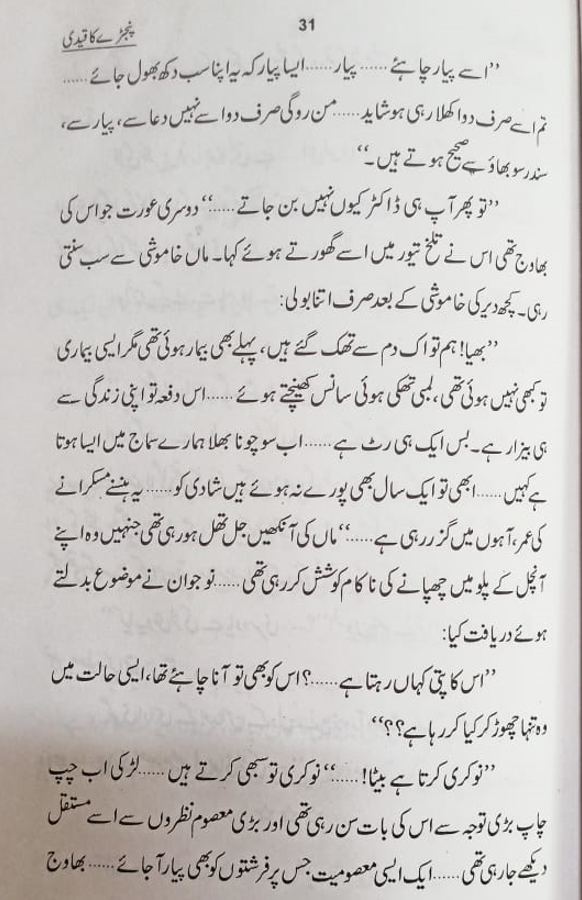 31
پنجڑے کا قیدی
’’اسے پیار چاہئے ...... پیار ...... ایسا پیار کہ یہ اپنا سب دکھ بھول جائے ......
تم اسے صرف دوا کھلا رہی ہو شاید ...... من روگی صرف دوا سے نہیں دعا سے، پیار سے،
سندر سوبھاؤ سے صحیح ہوتے ہیں۔‘‘
’’تو پھر آپ ہی ڈاکٹر کیوں نہیں بن جاتے ......‘‘ دوسری عورت جو اس کی
بھاوج تھی اس نے تلخ تیور میں اسے گھورتے ہوئے کہا۔ ماں خاموشی سے سب سنتی
رہی۔ کچھ دیر کی خاموشی کے بعد صرف اتنا بولی:
’’بھیا! ہم تو اک دم سے تھک گئے ہیں، پہلے بھی بیمار ہوئی تھی مگر ایسی بیماری
تو کبھی نہیں ہوئی تھی، لمبی تھکی ہوئی سانس کھینچتے ہوئے ...... اس دفعہ تو اپنی زندگی سے
ہی بیزار ہے۔ بس ایک ہی رٹ ہے ...... اب سوچو نا بھلا ہمارے سماج میں ایسا ہوتا
ہے کہیں ...... ابھی تو ایک سال بھی پورے نہ ہوئے ہیں شادی کو ...... یہ ہنسنے مسکرانے
کی عمر، آہوں میں گزر رہی ہے ......‘‘ ماں کی آنکھیں جل تھل ہو رہی تھی جنہیں وہ اپنے
آنچل کے پلو میں چھپانے کی ناکام کوشش کر رہی تھی ...... نوجوان نے موضوع بدلتے
ہوئے دریافت کیا:
’’اس کا پتی کہاں رہتا ہے ......؟ اس کو بھی تو آنا چاہئے تھا، ایسی حالت میں
وہ تنہا چھوڑ کر کیا کر رہا ہے؟؟‘‘
’’نوکری کرتا ہے بیٹا! ......‘‘ نوکری تو سبھی کرتے ہیں ...... لڑکی اب چپ
چاپ بڑی توجہ سے اس کی بات سن رہی تھی اور بڑی معصوم نظروں سے اسے مستقل
دیکھے جا رہی تھی ...... ایک ایسی معصومیت جس پر فرشتوں کو بھی پیار آ جائے ...... بھاوج